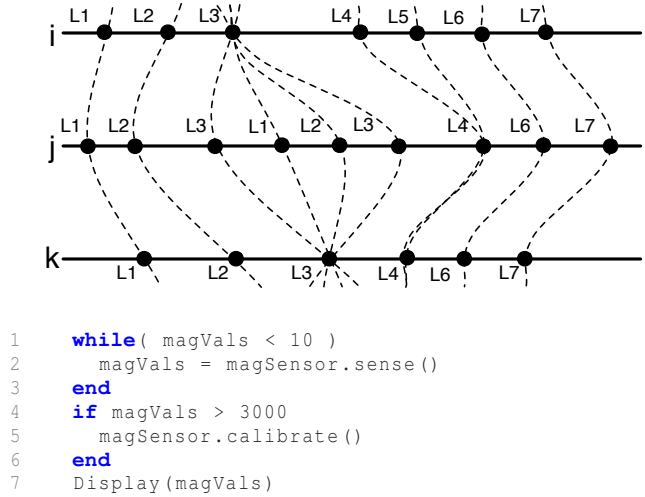 L1 L2 L3 L4 L5 L6 L7
i
L1 L2 L3 L1 L2 L3 L4 L6 L7
j
k
L1 L2 L3 L4 L6 L7
1 while( magVals < 10 )
2 magVals = magSensor.sense()
3 end
4 if magVals > 3000
5 magSensor.calibrate()
6 end
7 Display(magVals)